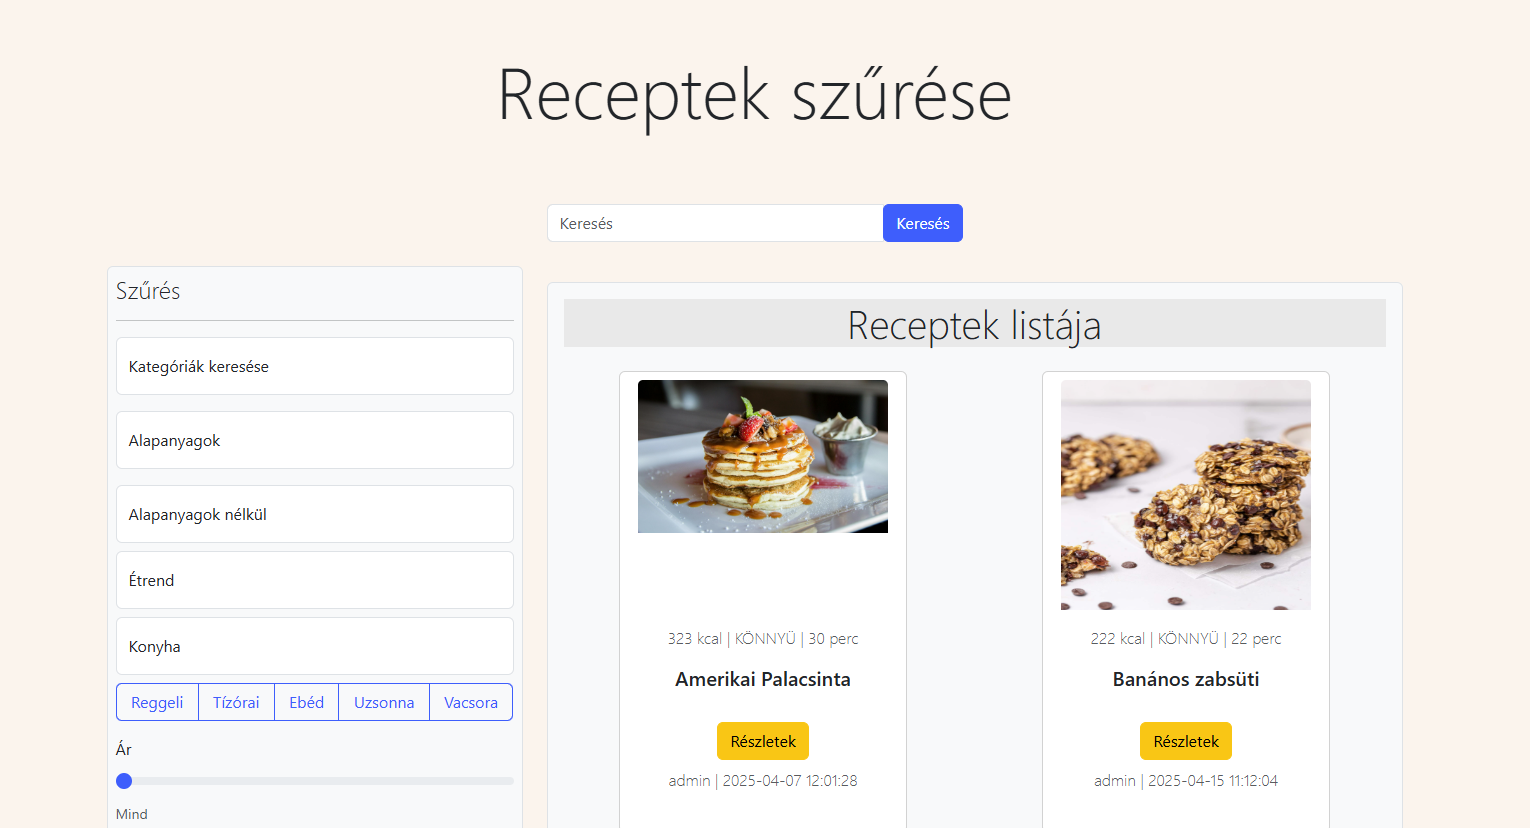 Receptek szűrése
Keresés
Keresés
Szűrés
Kategóriák keresése
Alapanyagok
Alapanyagok nélkül
Étrend
Konyha
Reggeli Tízórai Ebéd Uzsonna Vacsora
Ár
Mind
Receptek listája
323 kcal | KÖNNYÜ | 30 perc
Amerikai Palacsinta
Részletek
admin | 2025-04-07 12:01:28
222 kcal | KÖNNYÜ | 22 perc
Banános zabsüti
Részletek
admin | 2025-04-15 11:12:04